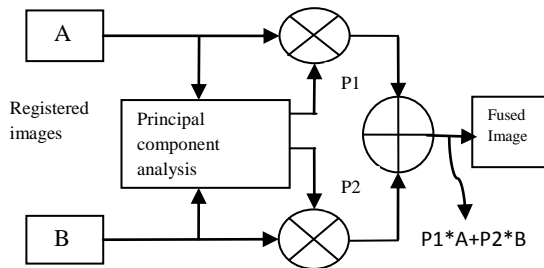 A
P1
Registered
images
Principal
component
analysis
Fused
Image
P2
B
P1*A+P2*B